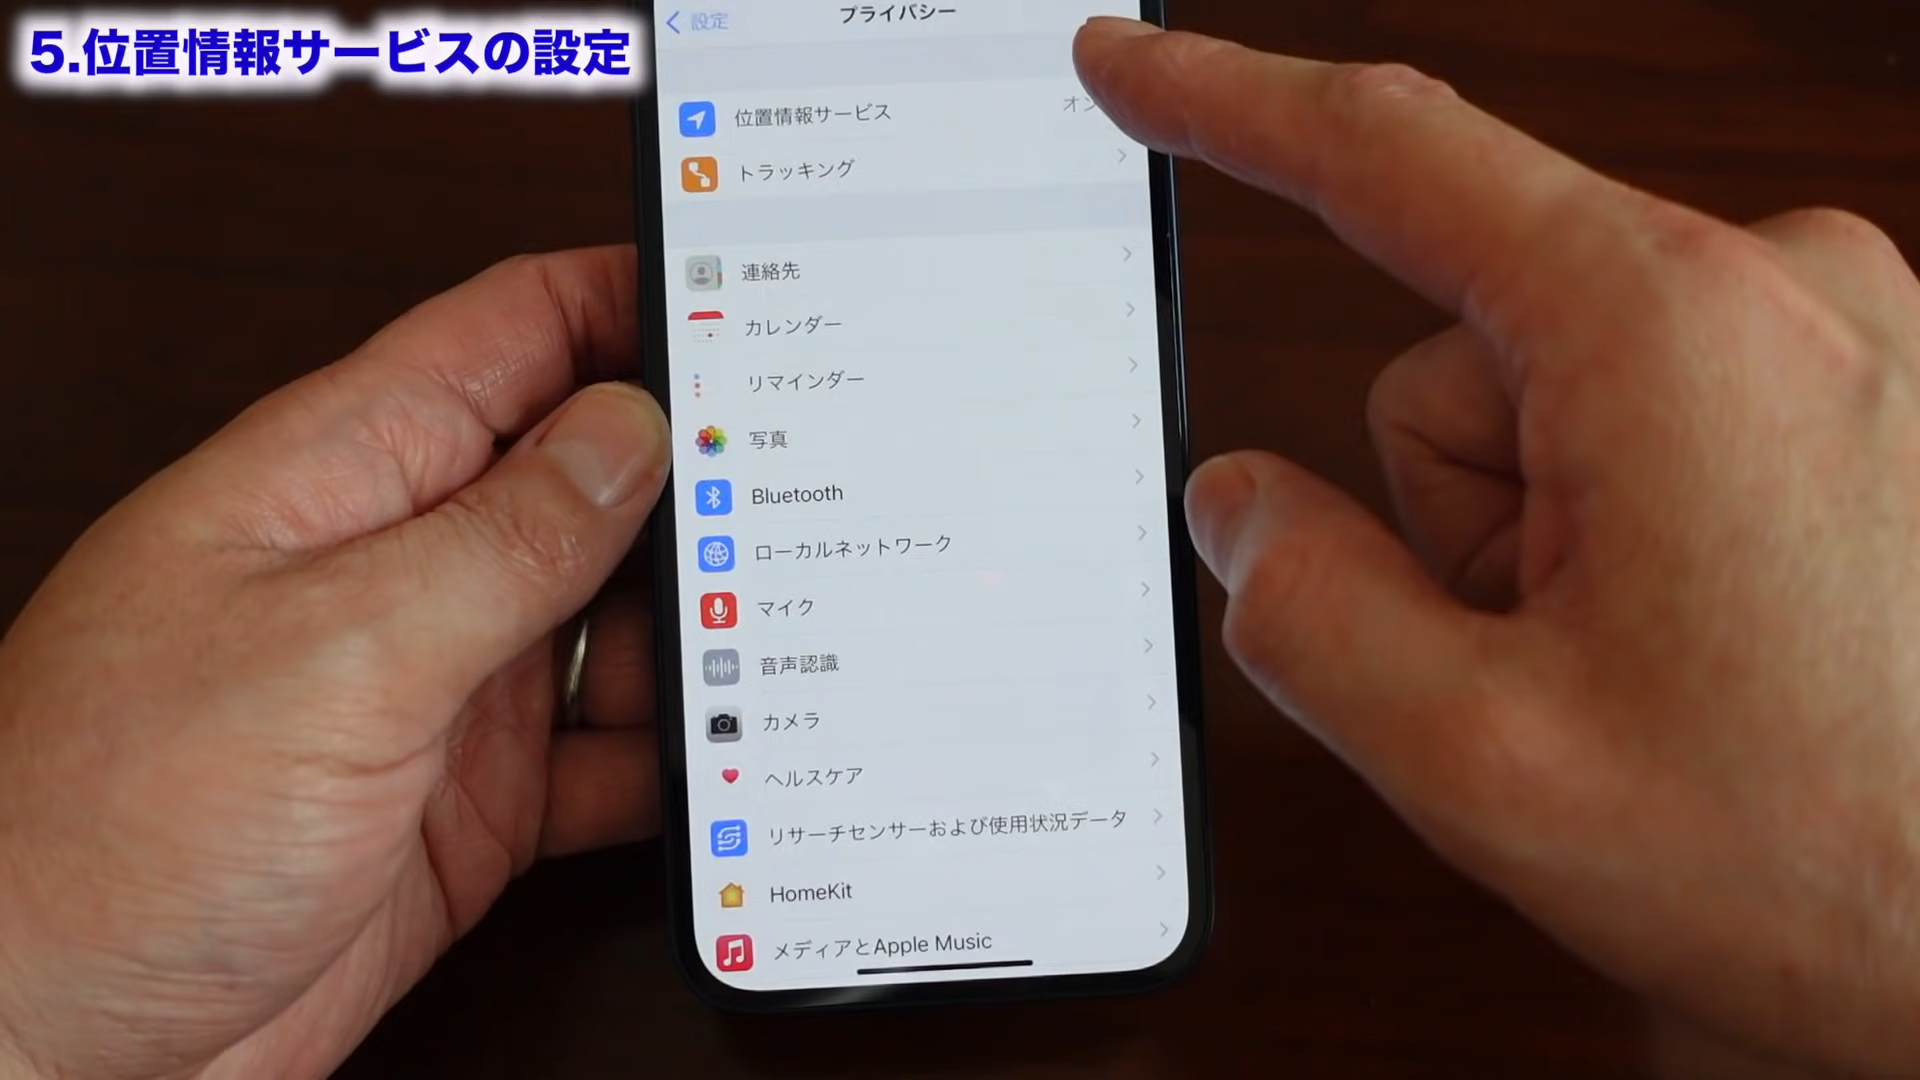 5.位置情報サービスの設定
設定
プライバシー
位置情報サービス
オン
トラッキング
連絡先
カレンダー
リマインダー
写真
Bluetooth
ローカルネットワーク
マイク
音声認識
カメラ
ヘルスケア
リサーチセンサーおよび使用状況データ
HomeKit
メディアとApple Music